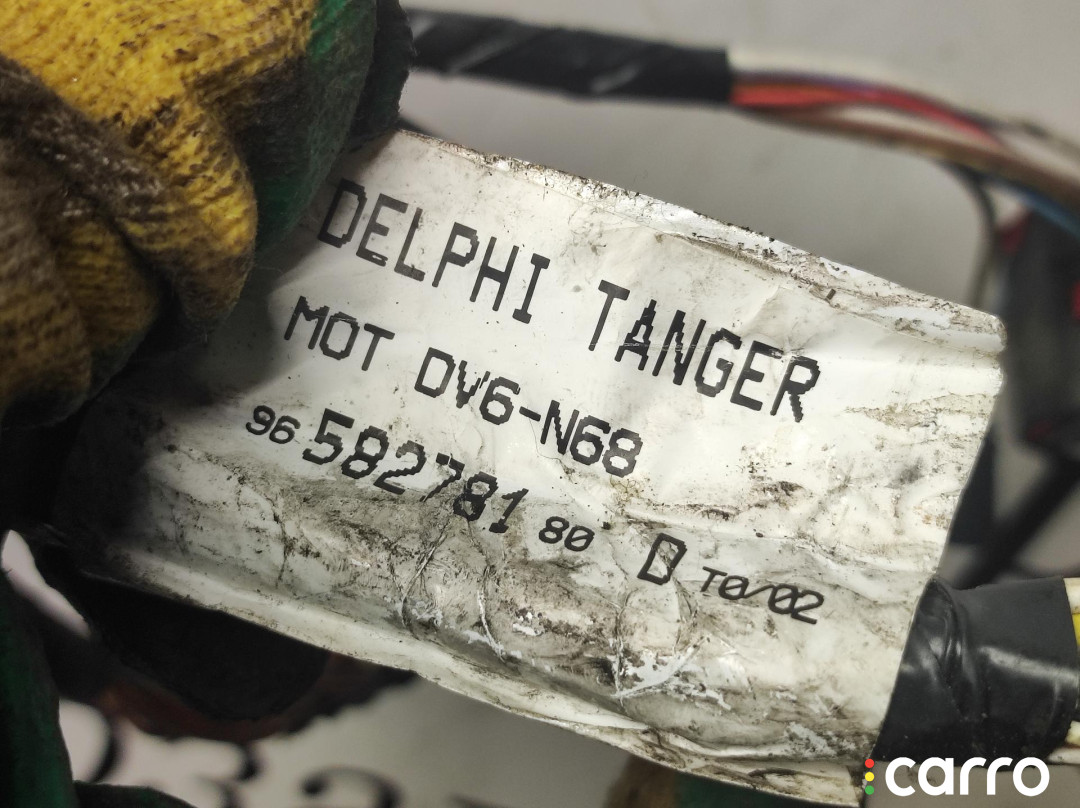 DELPHI TANGER
MOT DV6-N68
96 582781 80 D T0/02
carro